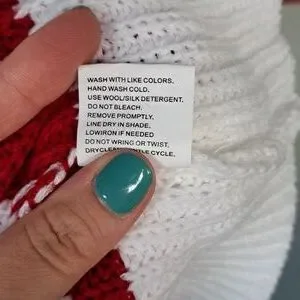 WASH WITH LIKE COLORS.
HAND WASH COLD.
USE WOOL/SILK DETERGENT.
DO NOT BLEACH.
REMOVE PROMPTLY.
LINE DRY IN SHADE.
LOWIRON IF NEEDED
DO NOT WRING OR TWIST.
DRYCLEAN CYCLE.